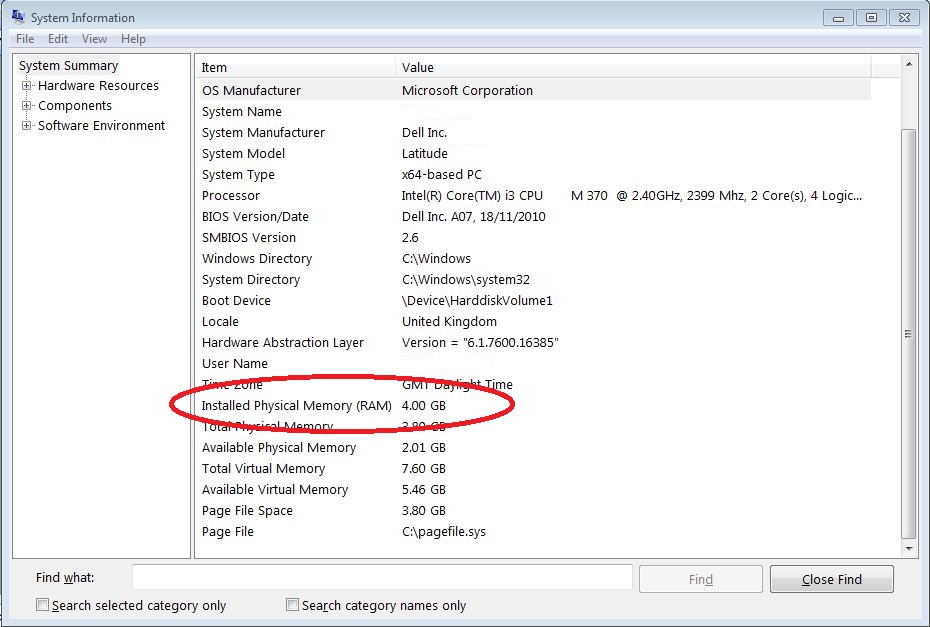 System Information
File Edit View Help
System Summary
Hardware Resources
Components
Software Environment
Item Value
OS Manufacturer Microsoft Corporation
System Name
System Manufacturer Dell Inc.
System Model Latitude
System Type x64-based PC
Processor Intel(R) Core(TM) i3 CPU M 370 @ 2.40GHz, 2399 Mhz, 2 Core(s), 4 Logic...
BIOS Version/Date Dell Inc. A07, 18/11/2010
SMBIOS Version 2.6
Windows Directory C:\Windows
System Directory C:\Windows\system32
Boot Device \Device\HarddiskVolume1
Locale United Kingdom
Hardware Abstraction Layer Version = "6.1.7600.16385"
User Name
Time Zone GMT Daylight Time
Installed Physical Memory (RAM) 4.00 GB
Total Physical Memory 3.80 GB
Available Physical Memory 2.01 GB
Total Virtual Memory 7.60 GB
Available Virtual Memory 5.46 GB
Page File Space 3.80 GB
Page File C:\pagefile.sys
Find what: Find Close Find
Search selected category only Search category names only